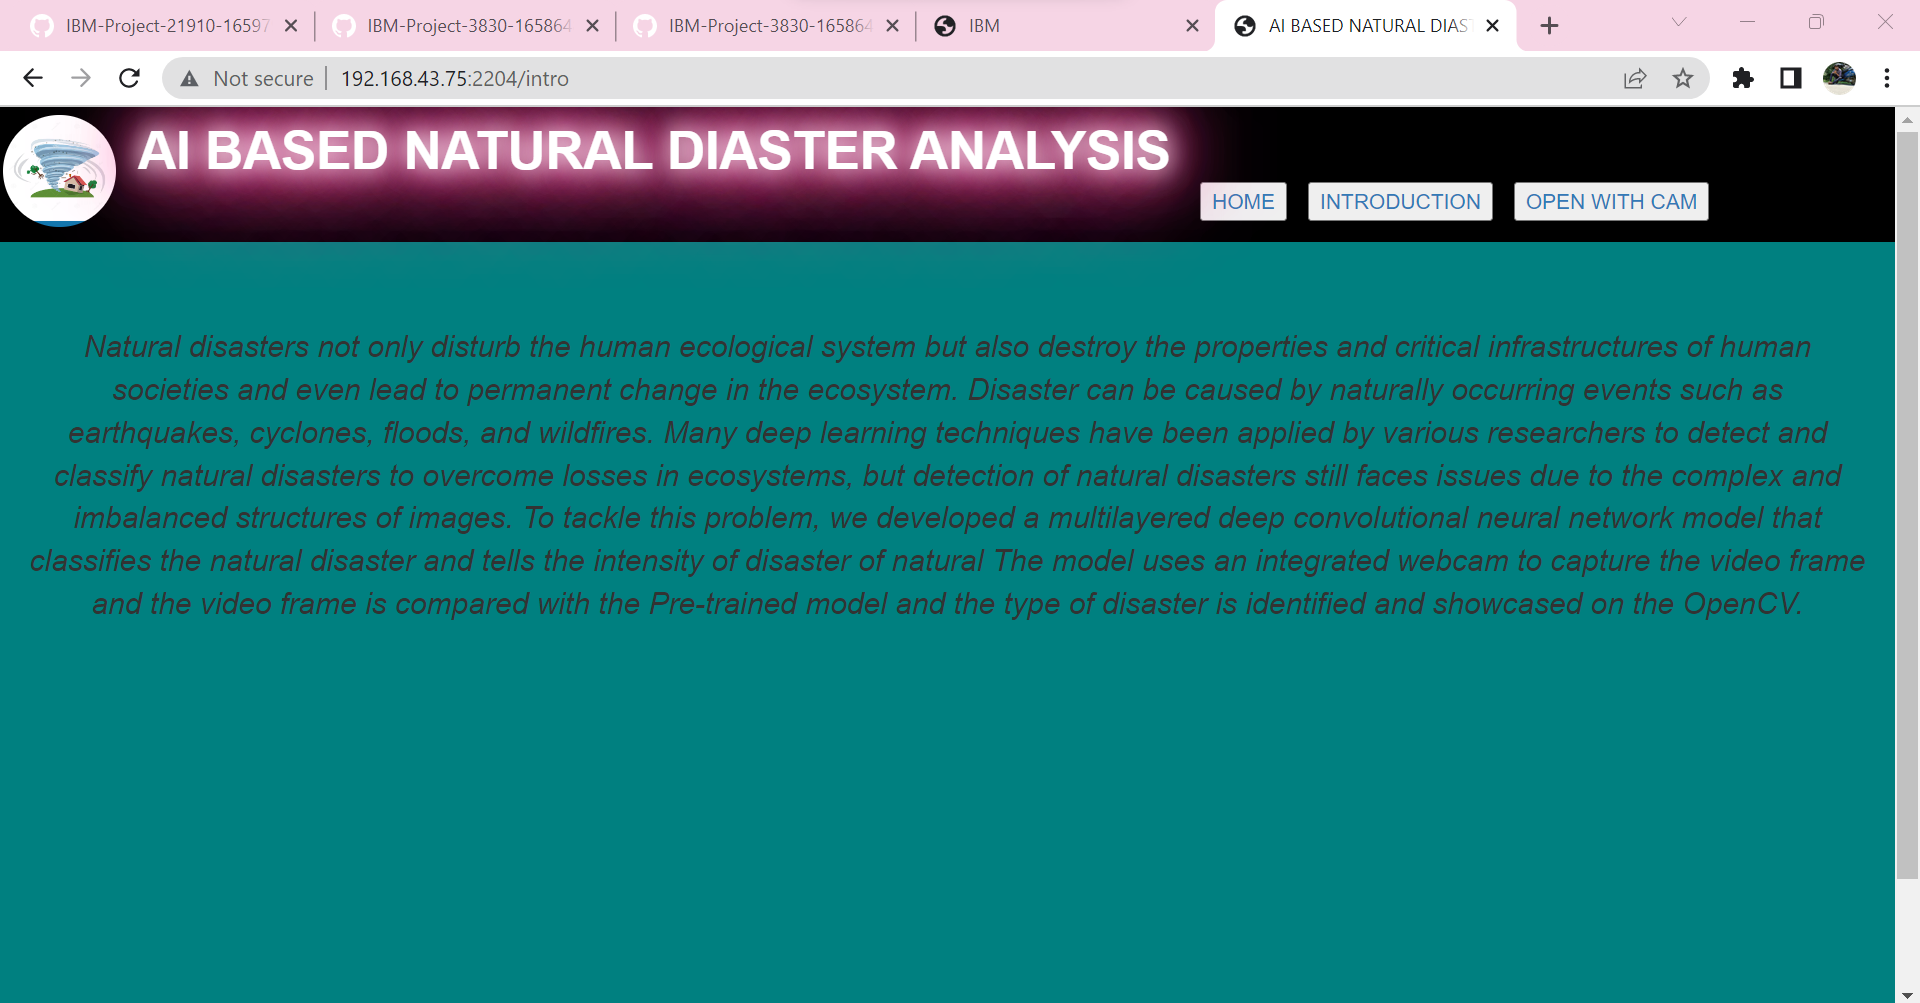 IBM-Project-21910-16597
IBM-Project-3830-165864
IBM-Project-3830-165864
IBM
AI BASED NATURAL DIAS
Not secure
192.168.43.75:2204/intro
AI BASED NATURAL DIASTER ANALYSIS
HOME
INTRODUCTION
OPEN WITH CAM
Natural disasters not only disturb the human ecological system but also destroy the properties and critical infrastructures of human
societies and even lead to permanent change in the ecosystem. Disaster can be caused by naturally occurring events such as
earthquakes, cyclones, floods, and wildfires. Many deep learning techniques have been applied by various researchers to detect and
classify natural disasters to overcome losses in ecosystems, but detection of natural disasters still faces issues due to the complex and
imbalanced structures of images. To tackle this problem, we developed a multilayered deep convolutional neural network model that
classifies the natural disaster and tells the intensity of disaster of natural The model uses an integrated webcam to capture the video frame
and the video frame is compared with the Pre-trained model and the type of disaster is identified and showcased on the OpenCV.